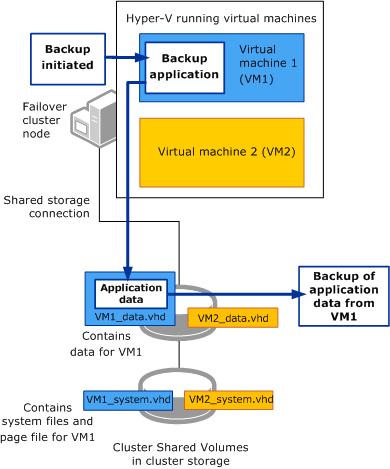 Hyper-V running virtual machines
Backup
initiated
Backup
application
Virtual
machine 1
(VM1)
Failover
cluster
node
Virtual machine 2 (VM2)
Shared storage
connection
Application
data
VM1_data.vhd
VM2_data.vhd
Backup of
application
data from
VM1
Contains
data for VM1
VM1_system.vhd
VM2_system.vhd
Contains
system files and
page file for VM1
Cluster Shared Volumes
in cluster storage